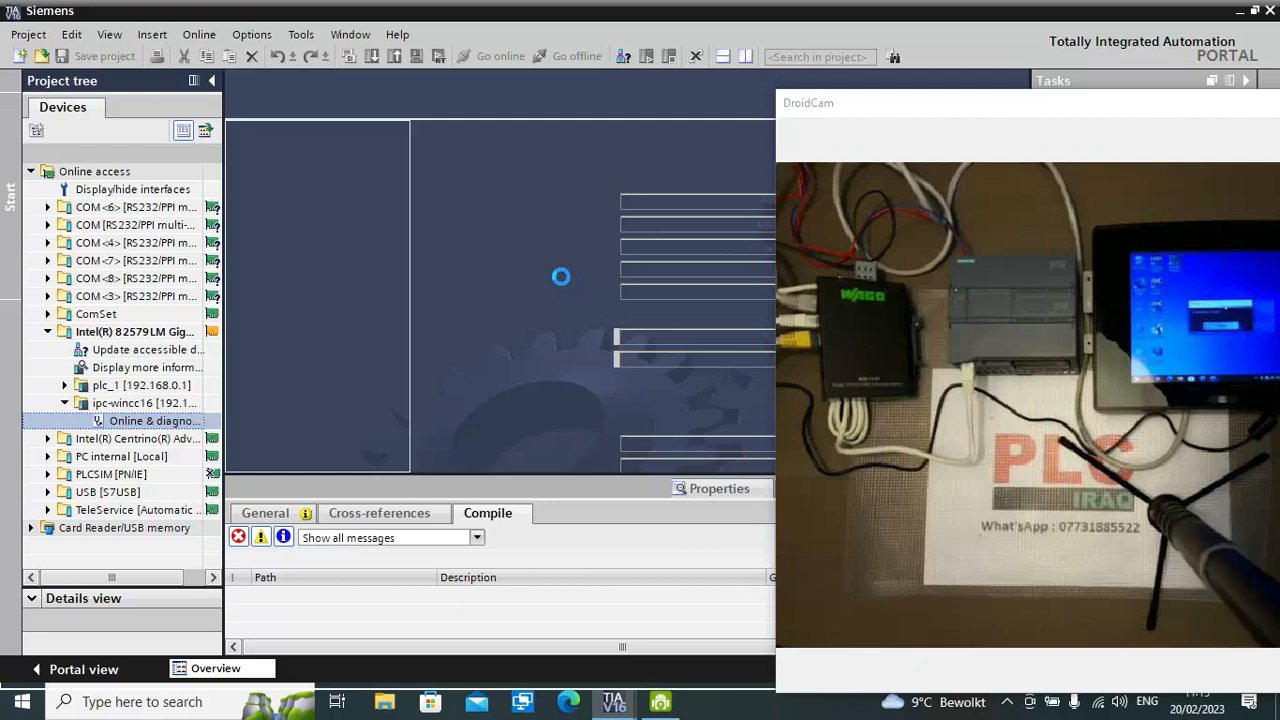 TIA
V16
Siemens
Project Edit View Insert Online Options Tools Window Help
Totally Integrated Automation
PORTAL
Save project
Go online
Go offline
<Search in project>
Project tree
Tasks
Devices
DroidCam
Start
Online access
Display/hide interfaces
COM <6> [RS232/PPI m...
COM [RS232/PPI multi-...
COM <4> [RS232/PPI m...
COM <7> [RS232/PPI m...
COM <8> [RS232/PPI m...
COM <3> [RS232/PPI m...
ComSet
Intel(R) 82579LM Gig...
Update accessible d...
Display more inform...
plc_1 [192.168.0.1]
ipc-wincc16 [192.1...
Online & diagno...
Intel(R) Centrino(R) Adv...
PC internal [Local]
PLCSIM [PN/IE]
USB [S7USB]
TeleService [Automatic ...
Card Reader/USB memory
WAGO
PLC
IRAQ
What'sApp : 07731885522
Properties
General
Cross-references
Compile
Show all messages
! Path Description
Details view
Portal view
Overview
Type here to search
TIA
V16
9°C Bewolkt
ENG
20/02/2023